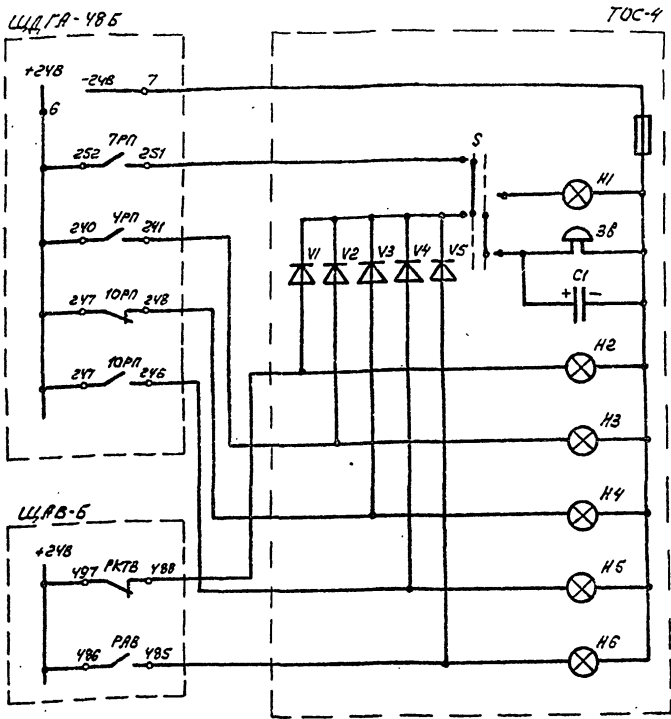 ЩДГА-48Б
ТОС-4
+24В
-24В 7
6
S
252 7РП 251
Н1
240 4РП 241
Зв
V1 V2 V3 V4 V5
С1
+ −
247 10РП 248
Н2
247 10РП 246
Н3
ЩАВ-Б
Н4
+24В
497 РКТВ 488
Н5
486 РАВ 485
Н6